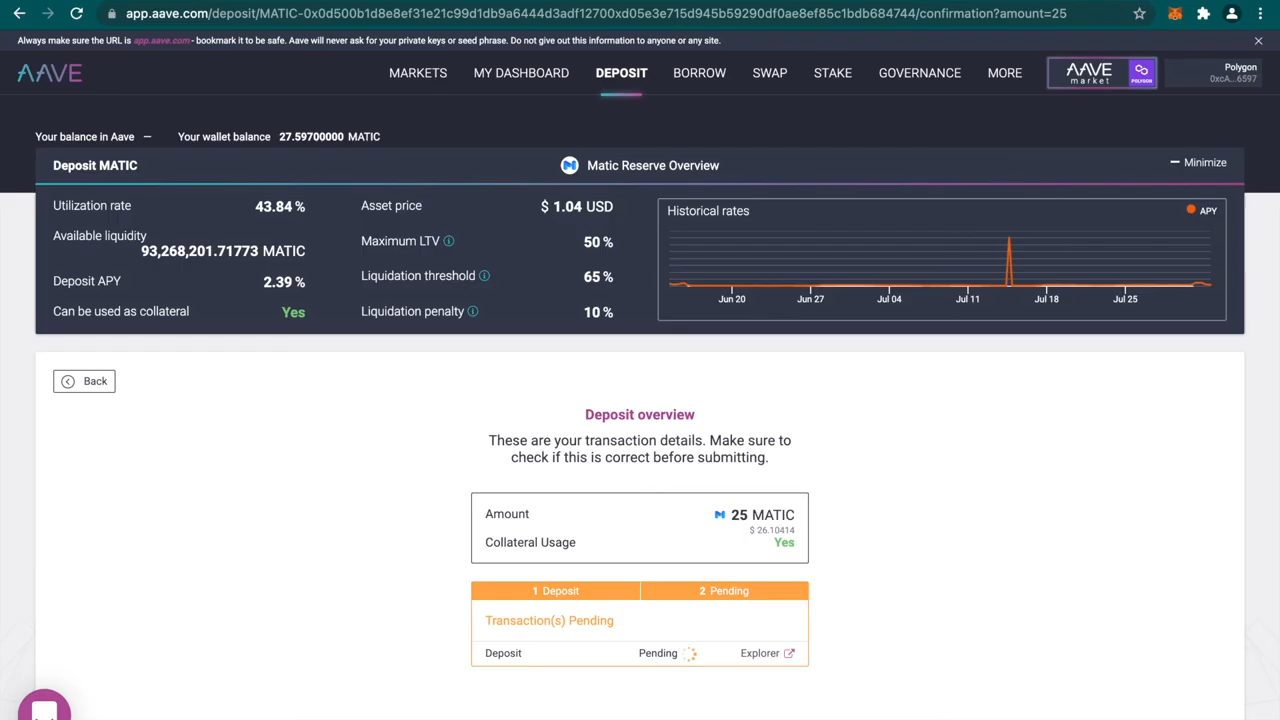 app.aave.com/deposit/MATIC-0x0d500b1d8e8ef31e21c99d1db9a6444d3adf12700xd05e3e715d945b59290df0ae8ef85c1bdb684744/confirmation?amount=25
Always make sure the URL is app.aave.com - bookmark it to be safe. Aave will never ask for your private keys or seed phrase. Do not give out this information to anyone or any site.
AAVE MARKETS MY DASHBOARD DEPOSIT BORROW SWAP STAKE GOVERNANCE MORE AAVE market POLYGON Polygon
0xcA...6597
Your balance in Aave — Your wallet balance 27.59700000 MATIC
Deposit MATIC Matic Reserve Overview Minimize
Utilization rate 43.84 % Asset price $ 1.04 USD Historical rates APY
Available liquidity 93,268,201.71773 MATIC Maximum LTV 50 %
Deposit APY 2.39 % Liquidation threshold 65 %
Jun 20 Jun 27 Jul 04 Jul 11 Jul 18 Jul 25
Can be used as collateral Yes Liquidation penalty 10 %
Back
Deposit overview
These are your transaction details. Make sure to
check if this is correct before submitting.
Amount 25 MATIC
$ 26.10414
Collateral Usage Yes
1 Deposit 2 Pending
Transaction(s) Pending
Deposit Pending Explorer